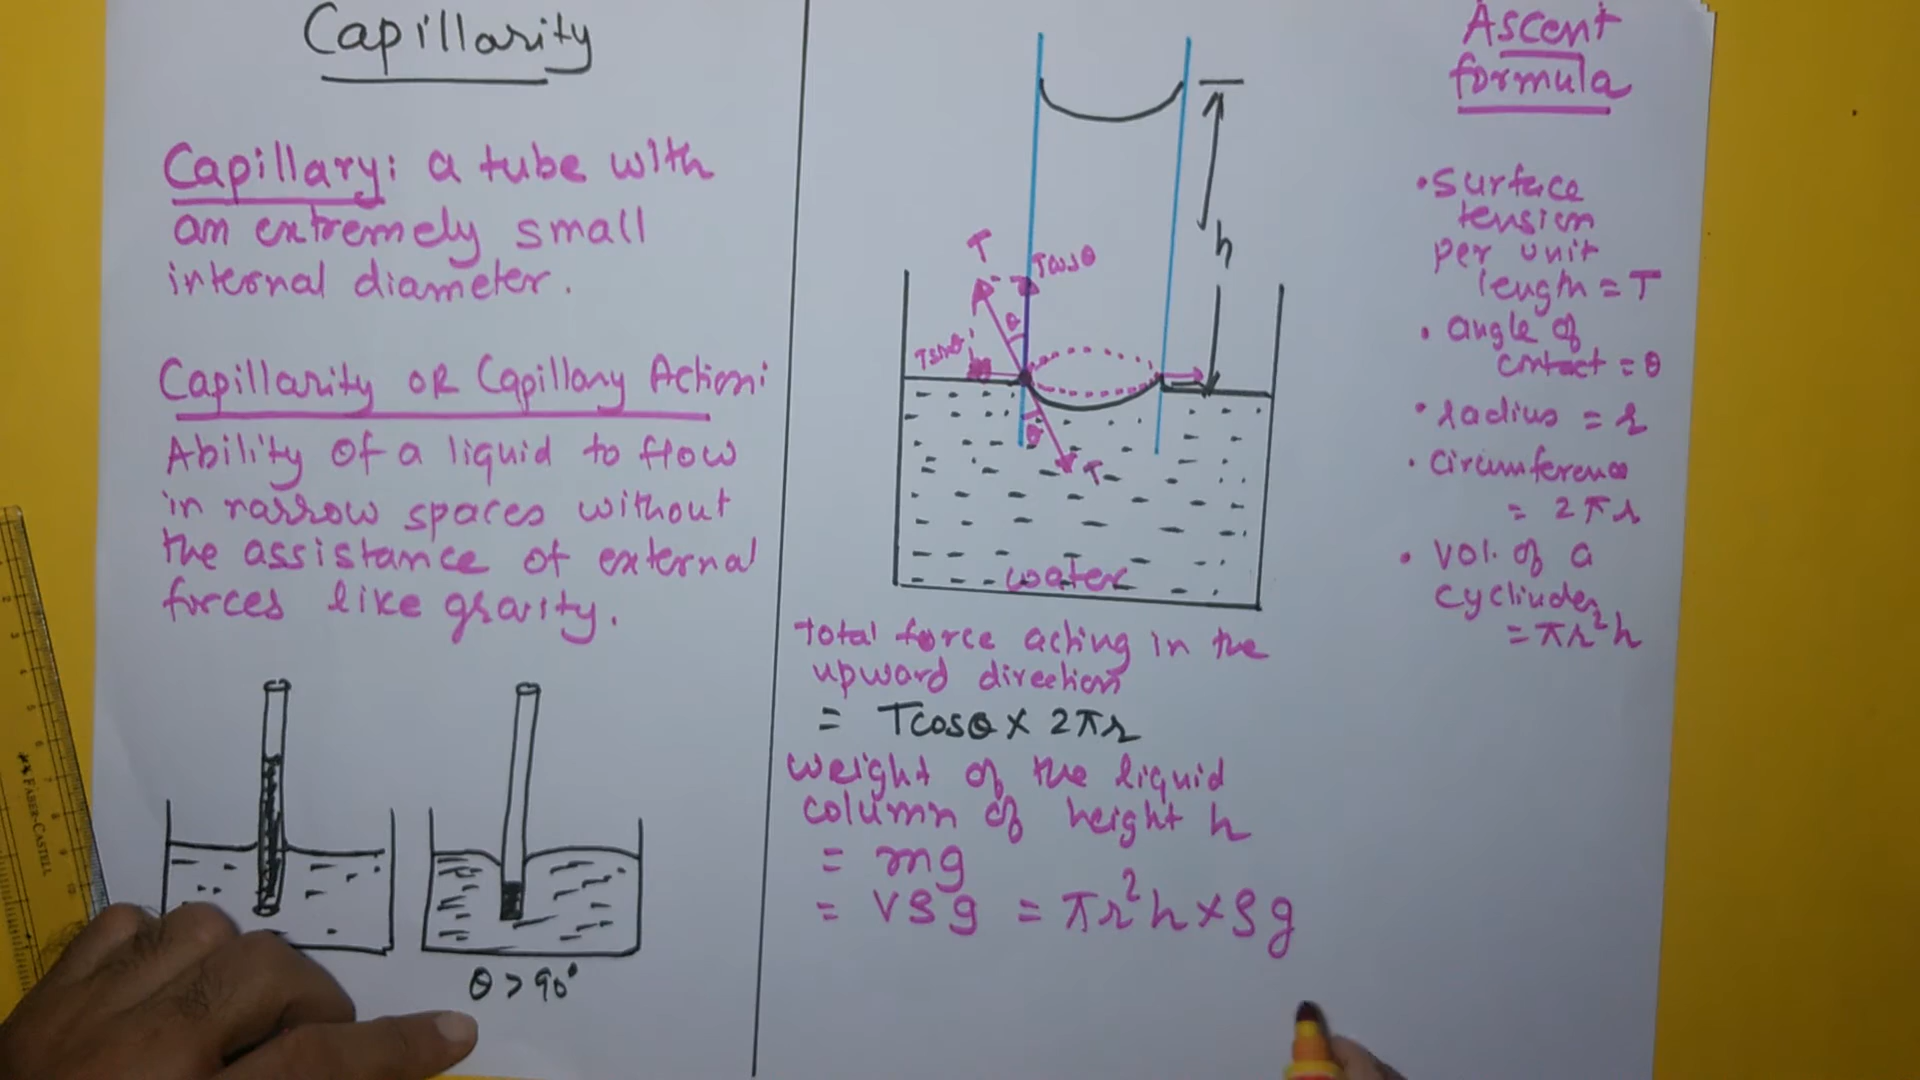 Capillarity
Capillary: a tube with
an extremely small
internal diameter.
Capillarity OR Capillary Action:
Ability of a liquid to flow
in narrow spaces without
the assistance of external
forces like gravity.
θ > 90°
T
Tcosθ
θ
Tsinθ
θ
T
h
water
Total force acting in the
upward direction
= Tcosθ × 2πr
weight of the liquid
column of height h
= mg
= Vρg = πr²h × ρg
Ascent
formula
• Surface
tension
per unit
length = T
• angle of
contact = θ
• radius = r
• Circumference
= 2πr
• Vol. of a
cyclinder
= πr²h
FABER-CASTELL